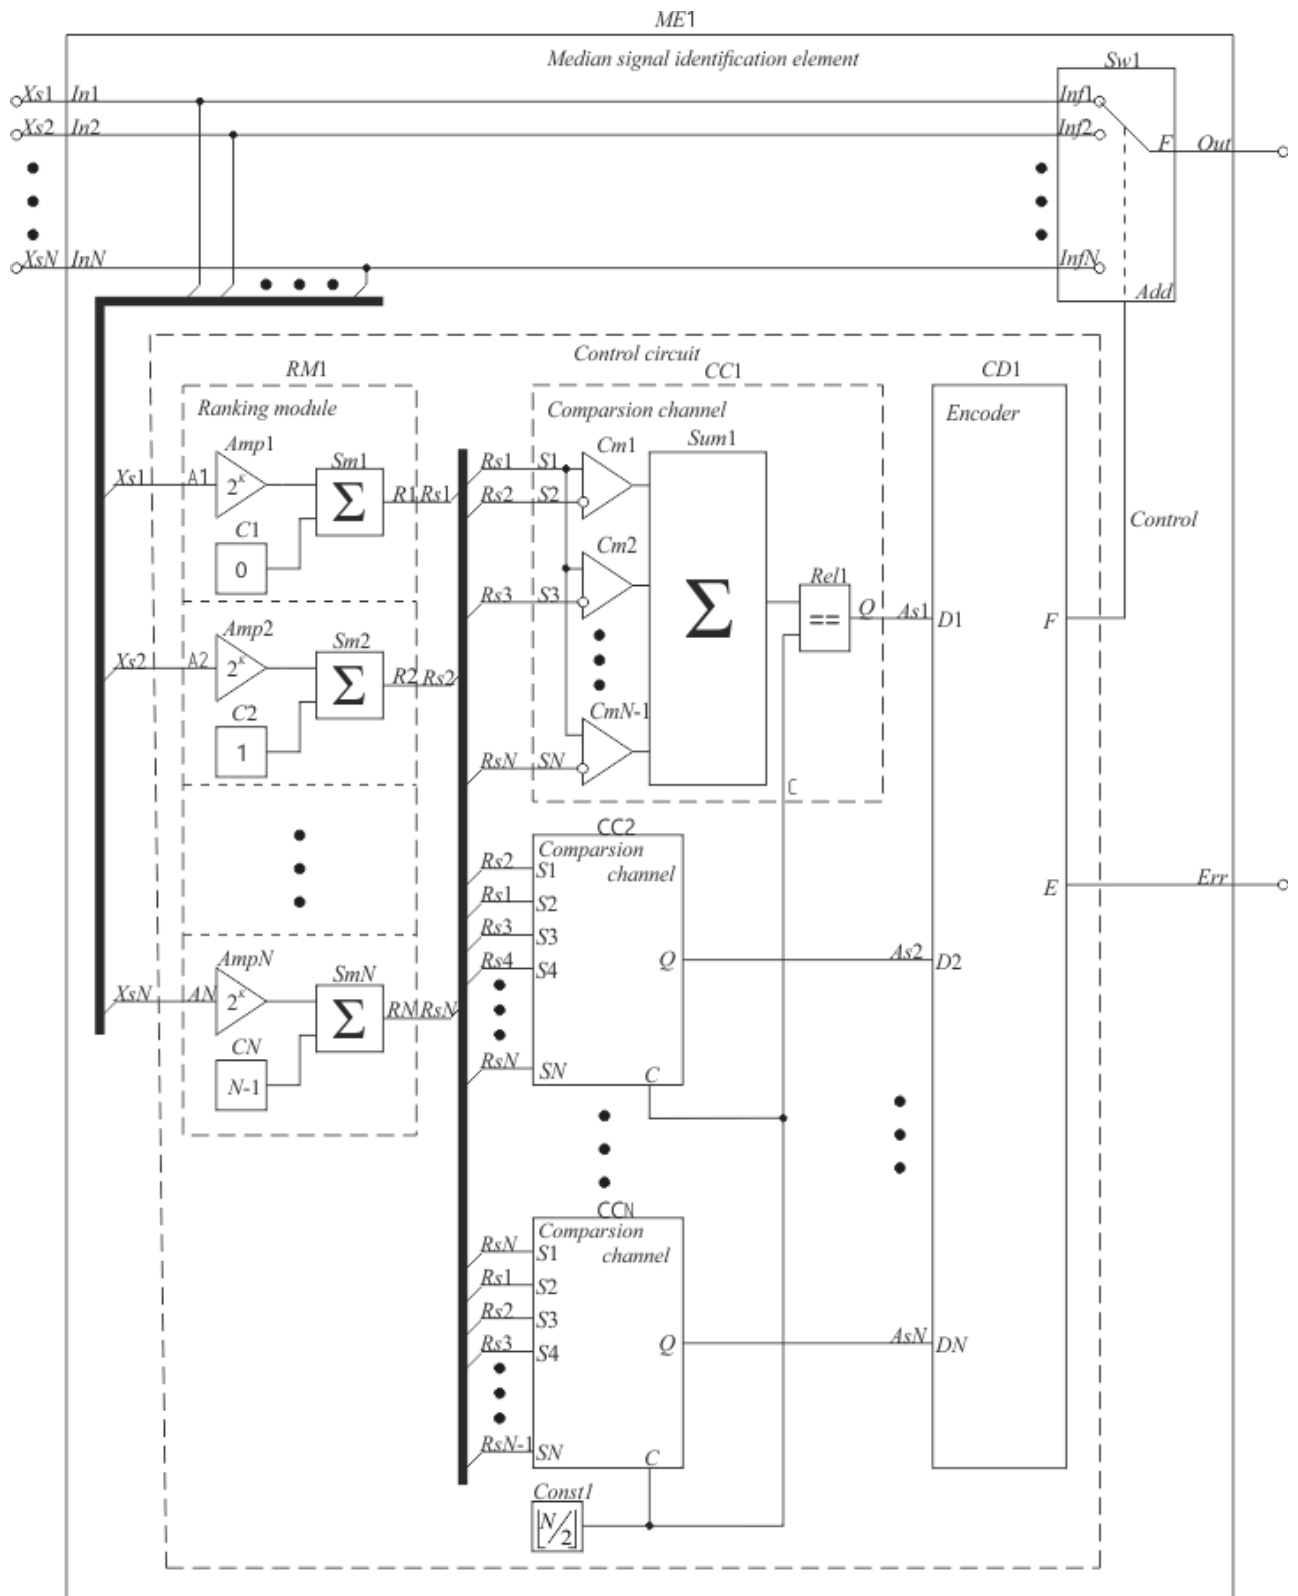 ME1
Median signal identification element
Sw1
Xs1 In1 Inf1
Xs2 In2 Inf2
F Out
XsN InN InfN
Add
Control circuit
RM1 CC1 CD1
Ranking module Comparsion channel Encoder
Amp1 Sm1 Rs1 S1 Cm1 Sum1
Xs1 A1 2^κ Σ R1 Rs1 Rs2 S2
C1
0
Control
Cm2 Rel1
Rs3 S3 Σ == Q As1 D1 F
Amp2 Sm2
Xs2 A2 2^κ Σ R2 Rs2
C2
1
CmN-1
RsN SN
C
CC2
Comparsion
channel
Rs2 S1
Rs1 S2
Rs3 S3
Rs4 S4
Q As2 D2
RsN SN
C
E Err
AmpN SmN
XsN AN 2^κ Σ RN RsN
CN
N-1
CCN
Comparsion
channel
RsN S1
Rs1 S2
Rs2 S3
Rs3 S4
Q AsN DN
RsN-1 SN
C
Const1
⌊N/2⌋